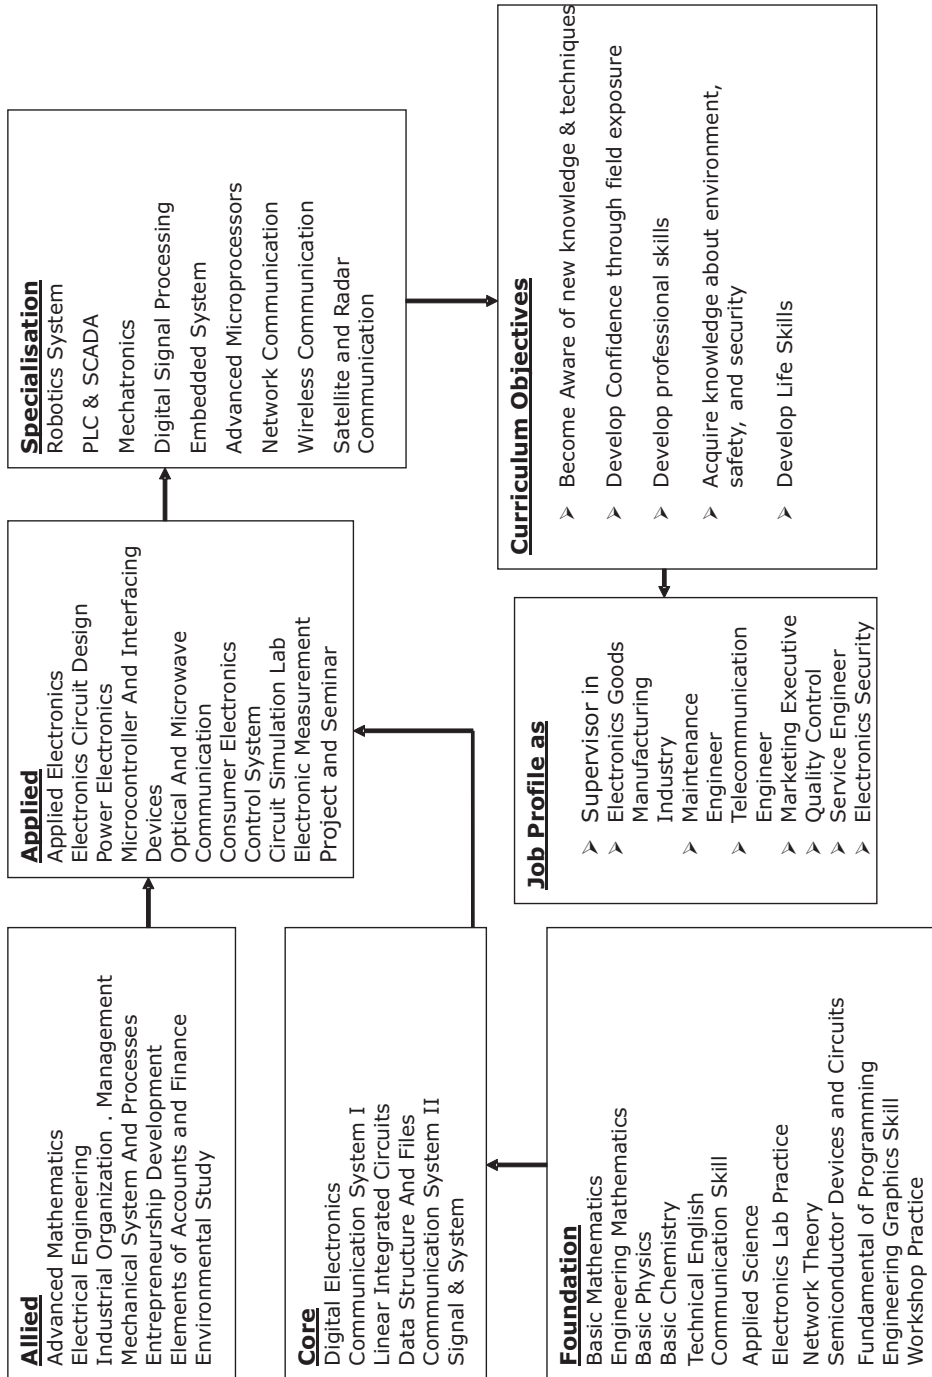 Allied
Advanced Mathematics
Electrical Engineering
Industrial Organization . Management
Mechanical System And Processes
Entrepreneurship Development
Elements of Accounts and Finance
Environmental Study
Core
Digital Electronics
Communication System I
Linear Integrated Circuits
Data Structure And Files
Communication System II
Signal & System
Foundation
Basic Mathematics
Engineering Mathematics
Basic Physics
Basic Chemistry
Technical English
Communication Skill
Applied Science
Electronics Lab Practice
Network Theory
Semiconductor Devices and Circuits
Fundamental of Programming
Engineering Graphics Skill
Workshop Practice
Applied
Applied Electronics
Electronics Circuit Design
Power Electronics
Microcontroller And Interfacing
Devices
Optical And Microwave
Communication
Consumer Electronics
Control System
Circuit Simulation Lab
Electronic Measurement
Project and Seminar
Specialisation
Robotics System
PLC & SCADA
Mechatronics
Digital Signal Processing
Embedded System
Advanced Microprocessors
Network Communication
Wireless Communication
Satellite and Radar
Communication
Curriculum Objectives
➢ Become Aware of new knowledge & techniques
➢ Develop Confidence through field exposure
➢ Develop professional skills
➢ Acquire knowledge about environment,
safety, and security
➢ Develop Life Skills
Job Profile as
➢ Supervisor in
➢ Electronics Goods
Manufacturing
Industry
➢ Maintenance
Engineer
➢ Telecommunication
Engineer
➢ Marketing Executive
➢ Quality Control
➢ Service Engineer
➢ Electronics Security